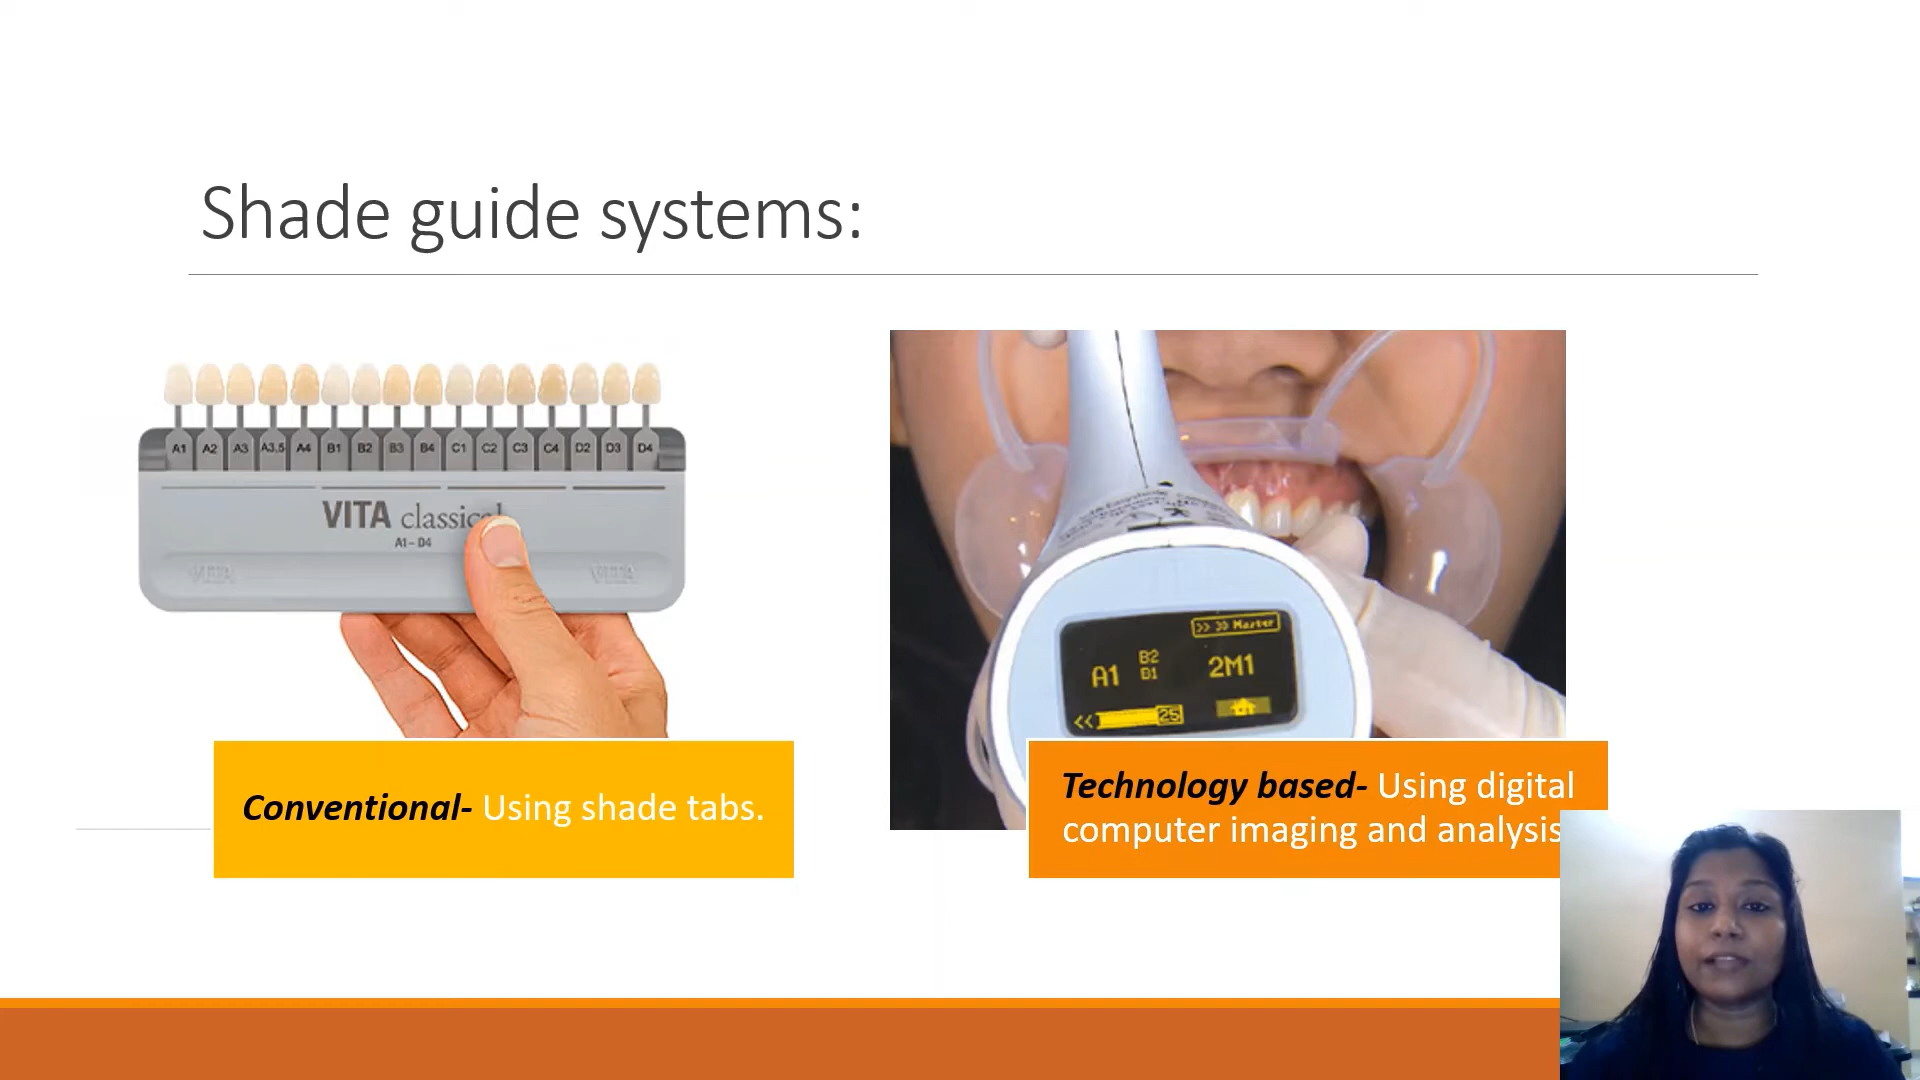 Shade guide systems:
A1 A2 A3 A3,5 A4 B1 B2 B3 B4 C1 C2 C3 C4 D2 D3 D4
VITA classical
A1–D4
VITA VITA
>> >> Master
A1 B2 B1 2M1
<< 25
Conventional- Using shade tabs.
Technology based- Using digital
computer imaging and analysis